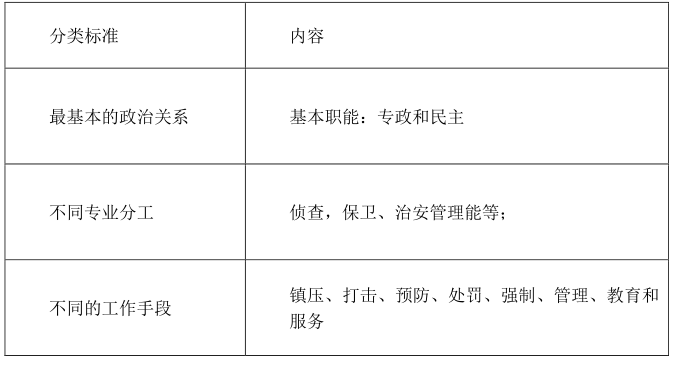 分类标准 内容
最基本的政治关系 基本职能：专政和民主
不同专业分工 侦查，保卫、治安管理能等；
不同的工作手段 镇压、打击、预防、处罚、强制、管理、教育和
服务